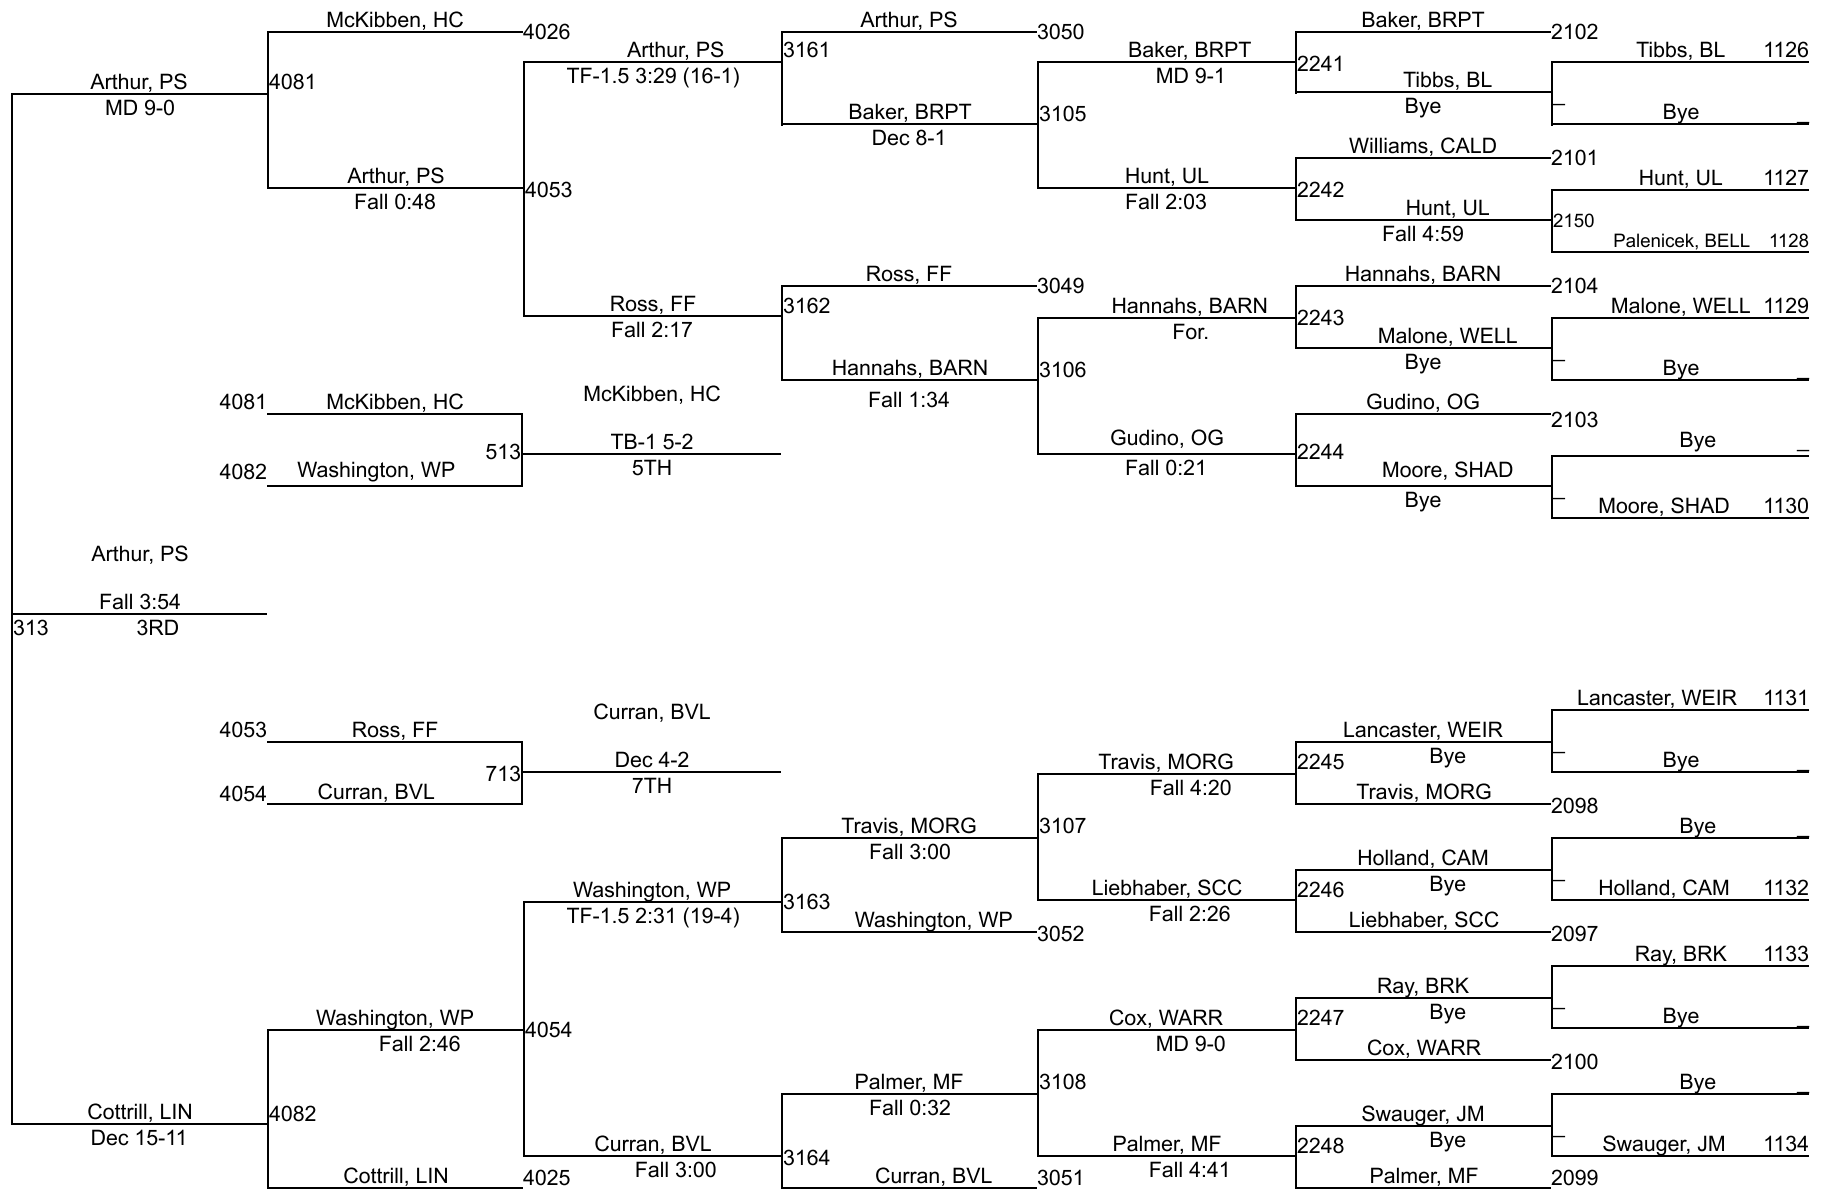 McKibben, HC
4026
Arthur, PS
MD 9-0
4081
Arthur, PS
Fall 0:48
4053
Arthur, PS
TF-1.5 3:29 (16-1)
3161
Arthur, PS
3050
Baker, BRPT
Dec 8-1
3105
Baker, BRPT
MD 9-1
2241
Baker, BRPT
2102
Tibbs, BL
Bye
Tibbs, BL 1126
_
Bye _
Hunt, UL
Fall 2:03
2242
Williams, CALD
2101
Hunt, UL
Fall 4:59
2150
Hunt, UL 1127
Palenicek, BELL 1128
Ross, FF
Fall 2:17
3162
Ross, FF
3049
Hannahs, BARN
Fall 1:34
3106
Hannahs, BARN
For.
2243
Hannahs, BARN
2104
Malone, WELL
Bye
Malone, WELL 1129
_
Bye _
Gudino, OG
Fall 0:21
2244
Gudino, OG
2103
Moore, SHAD
Bye
Bye _
_
Moore, SHAD 1130
4081 McKibben, HC
4082 Washington, WP
513
McKibben, HC
TB-1 5-2
5TH
Arthur, PS
Fall 3:54
313 3RD
4053 Ross, FF
4054 Curran, BVL
713
Curran, BVL
Dec 4-2
7TH
Travis, MORG
Fall 3:00
3107
Travis, MORG
Fall 4:20
2245
Lancaster, WEIR
Bye
Lancaster, WEIR 1131
_
Bye _
Travis, MORG
2098
Liebhaber, SCC
Fall 2:26
2246
Holland, CAM
Bye
Bye _
_
Holland, CAM 1132
Liebhaber, SCC
2097
Washington, WP
TF-1.5 2:31 (19-4)
3163
Washington, WP
3052
Washington, WP
Fall 2:46
4054
Cox, WARR
MD 9-0
2247
Ray, BRK
Bye
Ray, BRK 1133
_
Bye _
Cox, WARR
2100
Palmer, MF
Fall 0:32
3108
Palmer, MF
Fall 4:41
2248
Swauger, JM
Bye
Bye _
_
Swauger, JM 1134
Palmer, MF
2099
Cottrill, LIN
Dec 15-11
4082
Curran, BVL
Fall 3:00
3164
Curran, BVL
3051
Cottrill, LIN
4025